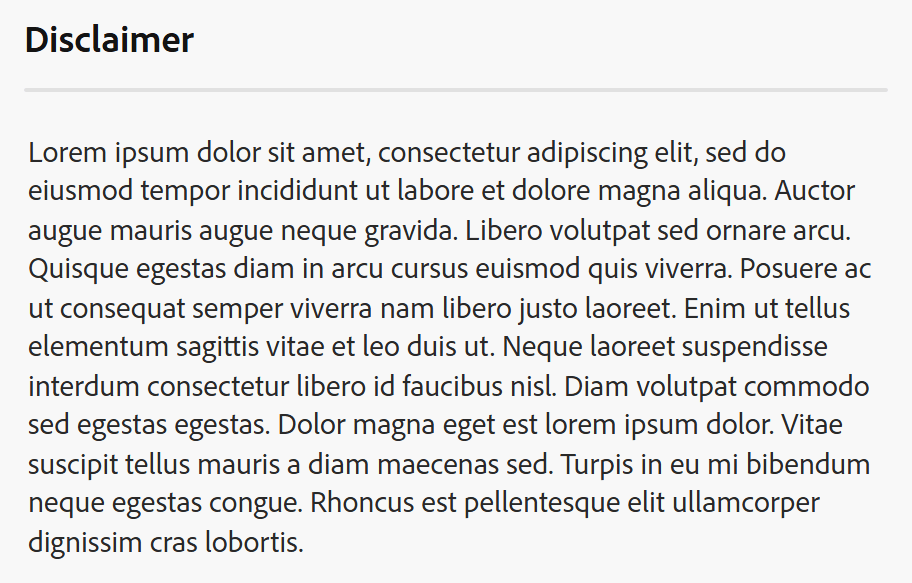 Disclaimer
Lorem ipsum dolor sit amet, consectetur adipiscing elit, sed do
eiusmod tempor incididunt ut labore et dolore magna aliqua. Auctor
augue mauris augue neque gravida. Libero volutpat sed ornare arcu.
Quisque egestas diam in arcu cursus euismod quis viverra. Posuere ac
ut consequat semper viverra nam libero justo laoreet. Enim ut tellus
elementum sagittis vitae et leo duis ut. Neque laoreet suspendisse
interdum consectetur libero id faucibus nisl. Diam volutpat commodo
sed egestas egestas. Dolor magna eget est lorem ipsum dolor. Vitae
suscipit tellus mauris a diam maecenas sed. Turpis in eu mi bibendum
neque egestas congue. Rhoncus est pellentesque elit ullamcorper
dignissim cras lobortis.